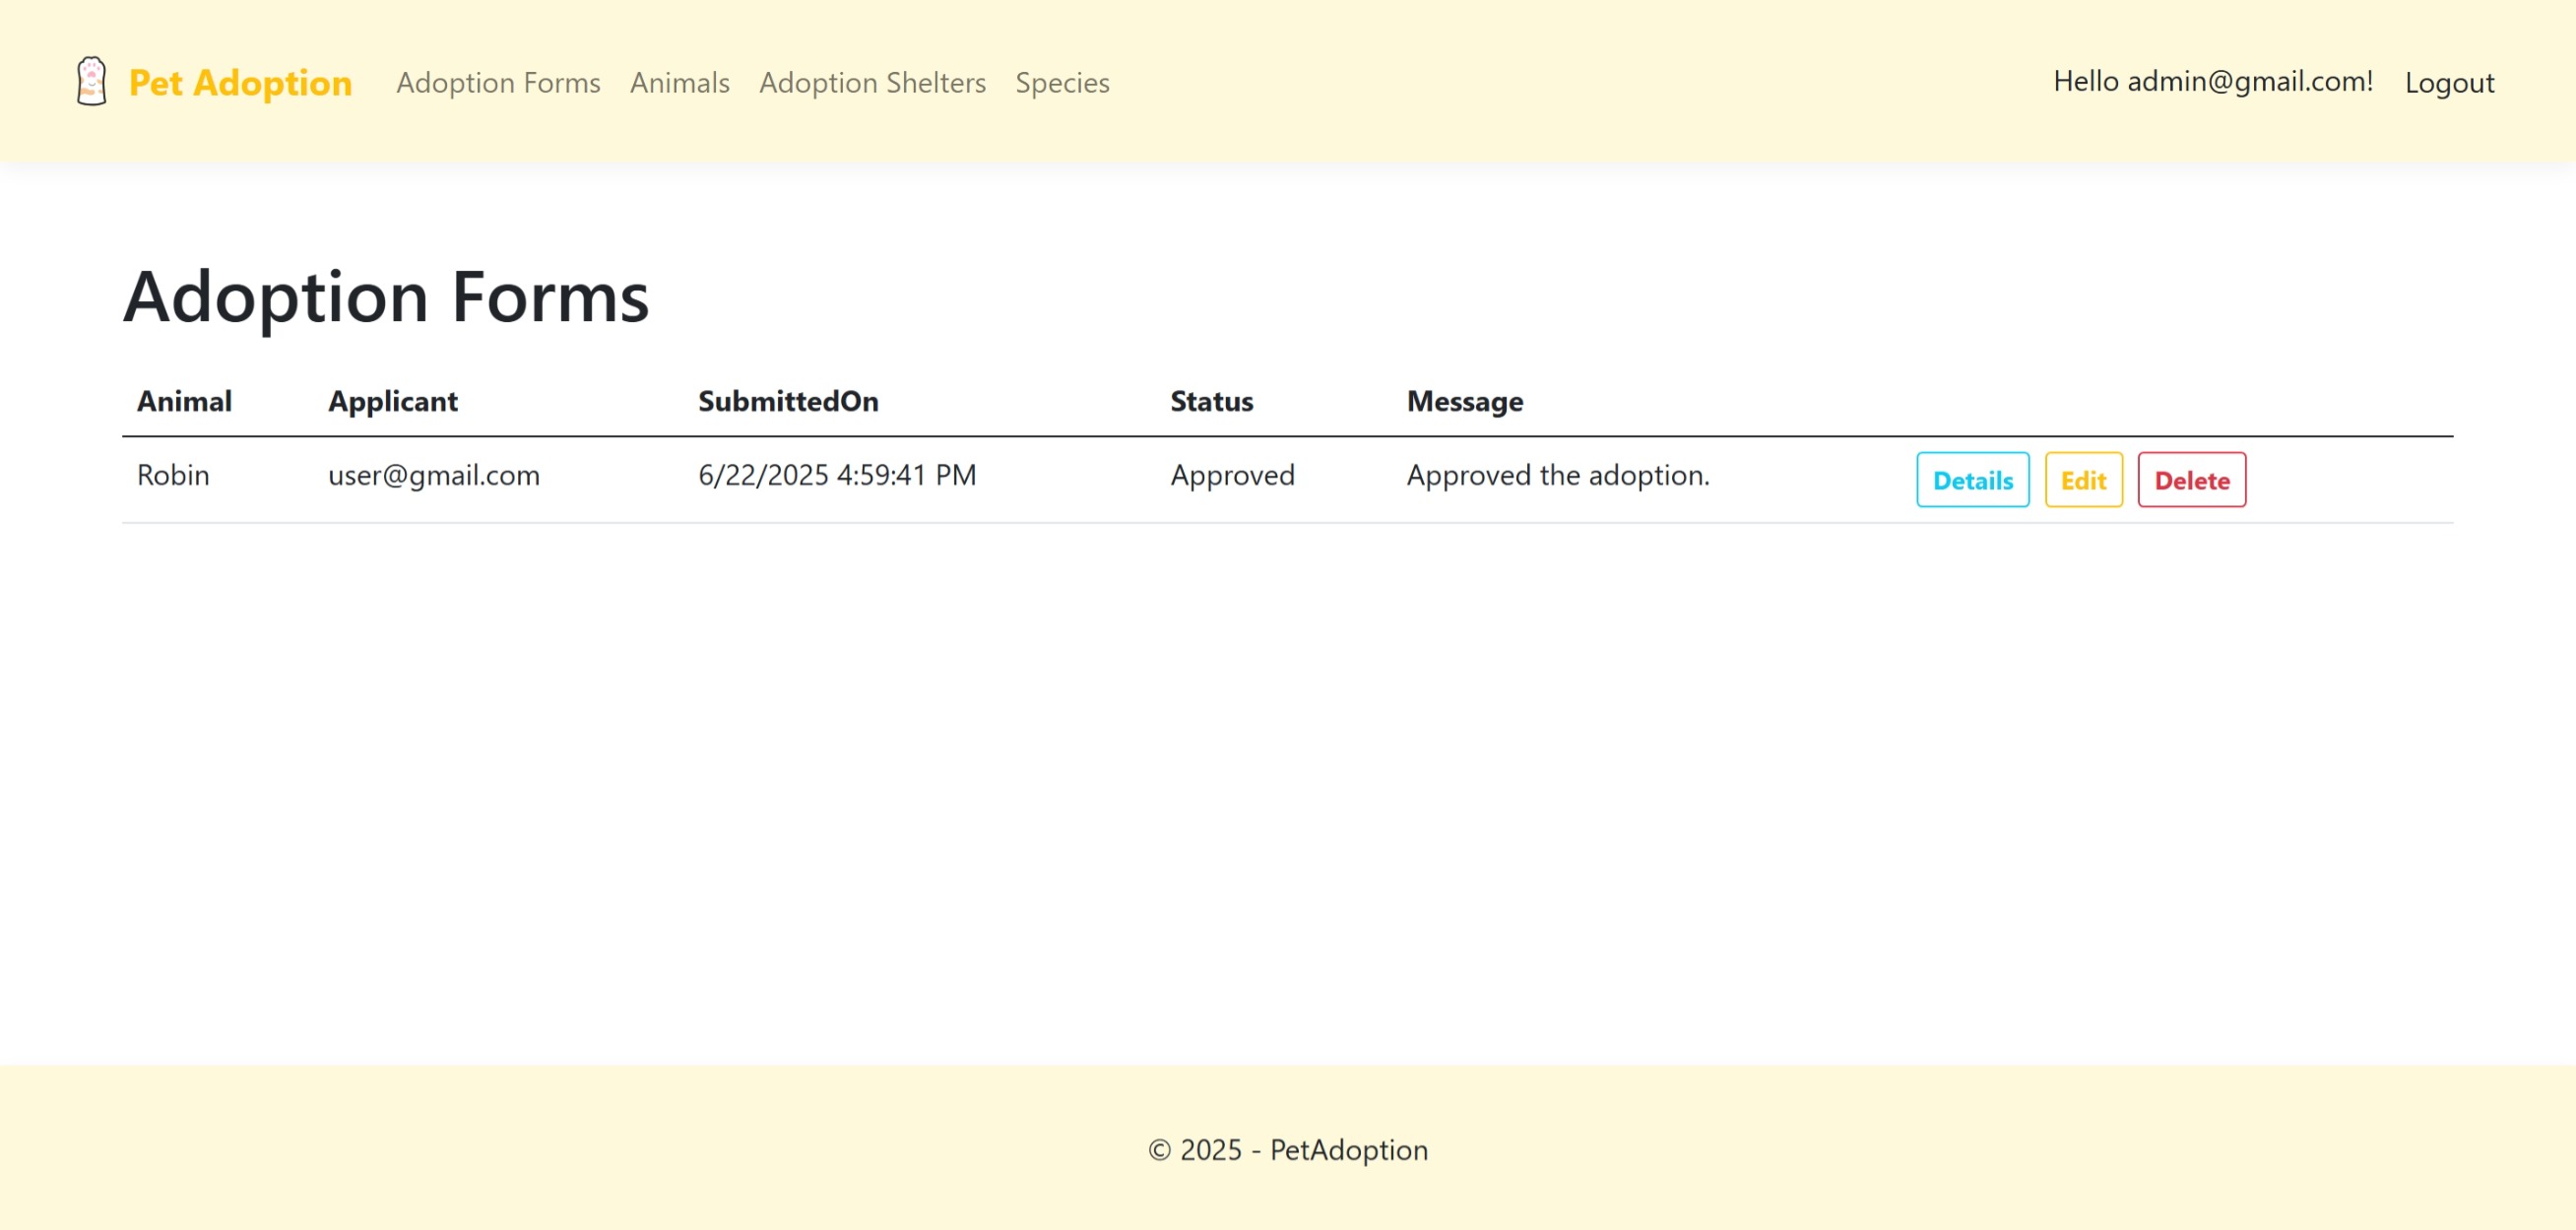 Pet Adoption Adoption Forms Animals Adoption Shelters Species Hello admin@gmail.com! Logout
Adoption Forms
Animal Applicant SubmittedOn Status Message
Robin user@gmail.com 6/22/2025 4:59:41 PM Approved Approved the adoption. Details Edit Delete
© 2025 - PetAdoption